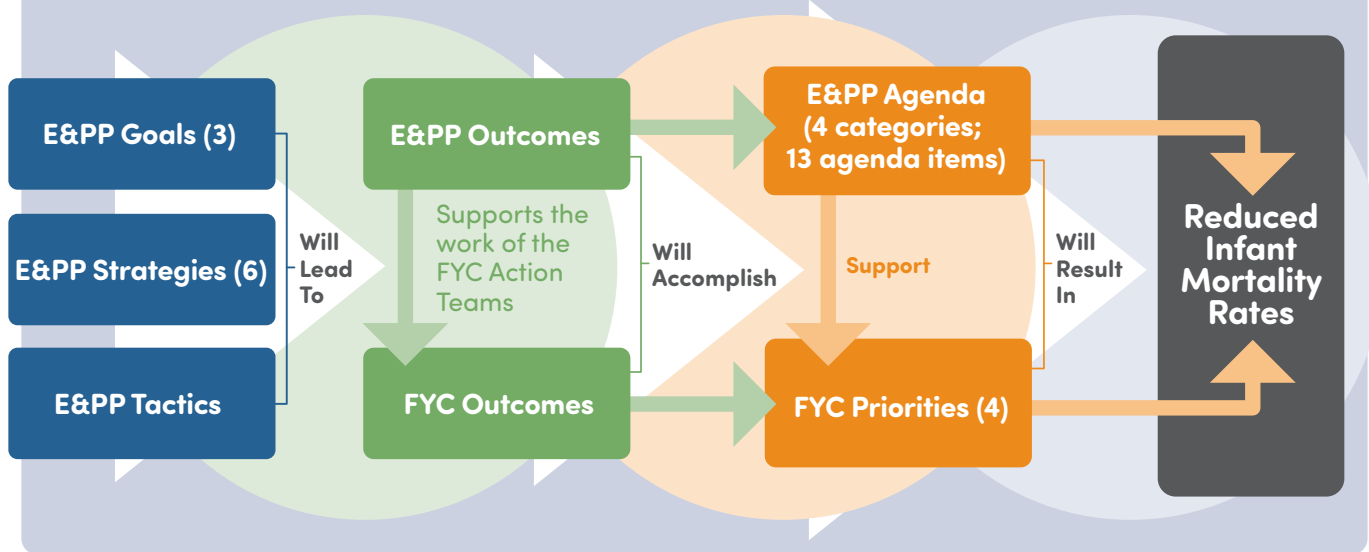 E&PP Goals (3)
E&PP Strategies (6)
E&PP Tactics
Will
Lead
To
E&PP Outcomes
Supports the
work of the
FYC Action
Teams
FYC Outcomes
Will
Accomplish
E&PP Agenda
(4 categories;
13 agenda items)
Support
FYC Priorities (4)
Will
Result
In
Reduced
Infant
Mortality
Rates